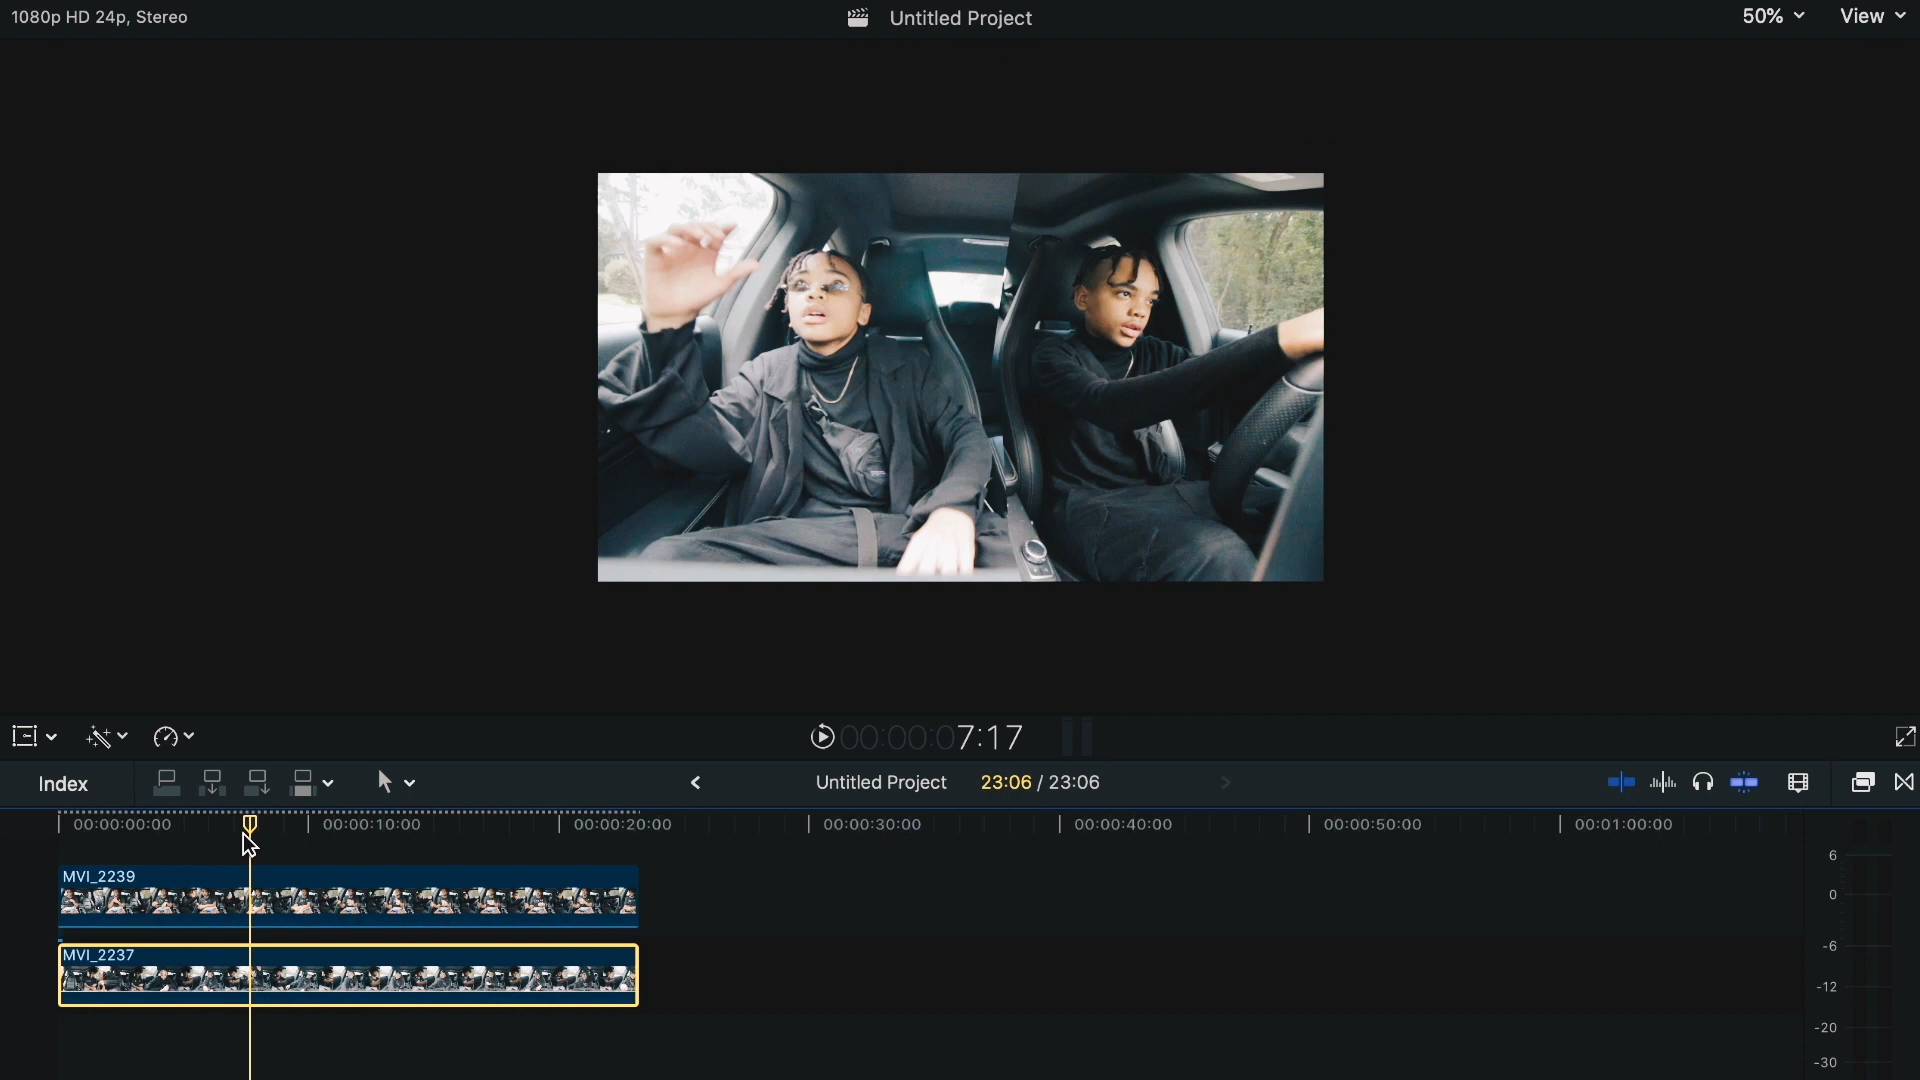 1080p HD 24p, Stereo
Untitled Project
50%
View
00:00:07:17
Index
Untitled Project
23:06 / 23:06
00:00:00:00
00:00:10:00
00:00:20:00
00:00:30:00
00:00:40:00
00:00:50:00
00:01:00:00
MVI_2239
MVI_2237
6
0
-6
-12
-20
-30